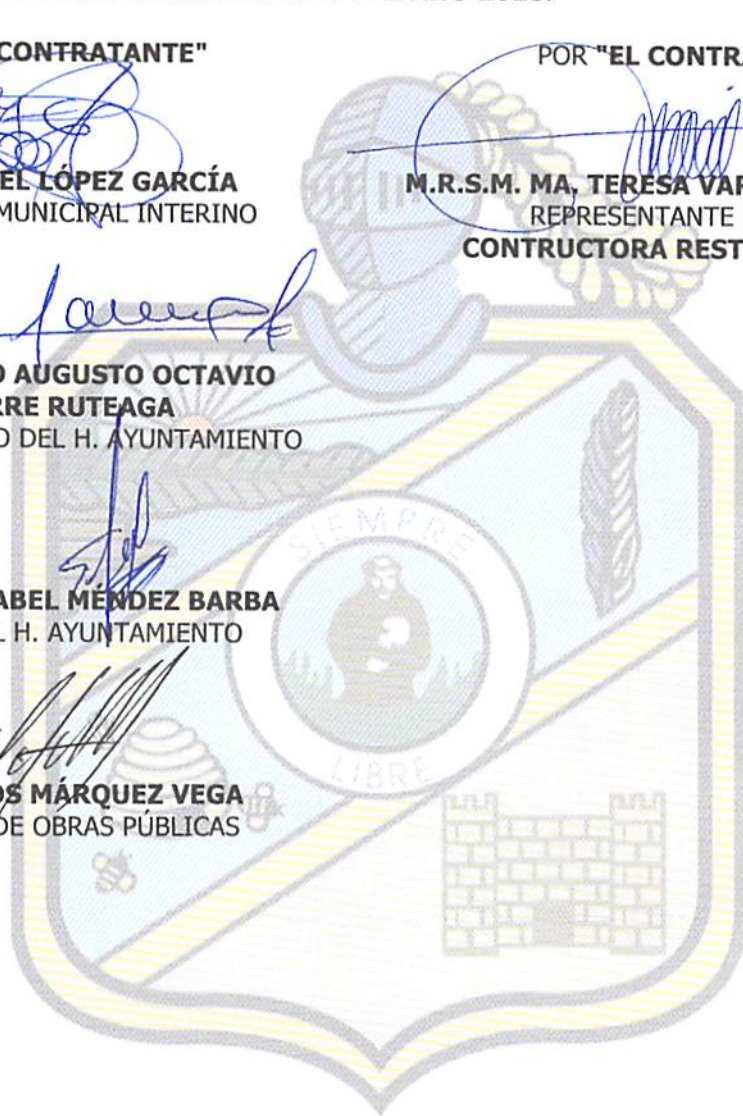 CONTRATANTE"
EL LÓPEZ GARCÍA
MUNICIPAL INTERINO
AUGUSTO OCTAVIO
RRE RUTEAGA
O DEL H. AYUNTAMIENTO
ABEL MÉNDEZ BARBA
L H. AYUNTAMIENTO
OS MÁRQUEZ VEGA
DE OBRAS PÚBLICAS
POR "EL CONTRA
M.R.S.M. MA. TERESA VAR
REPRESENTANTE
CONTRUCTORA REST
SIEMPRE
LIBRE